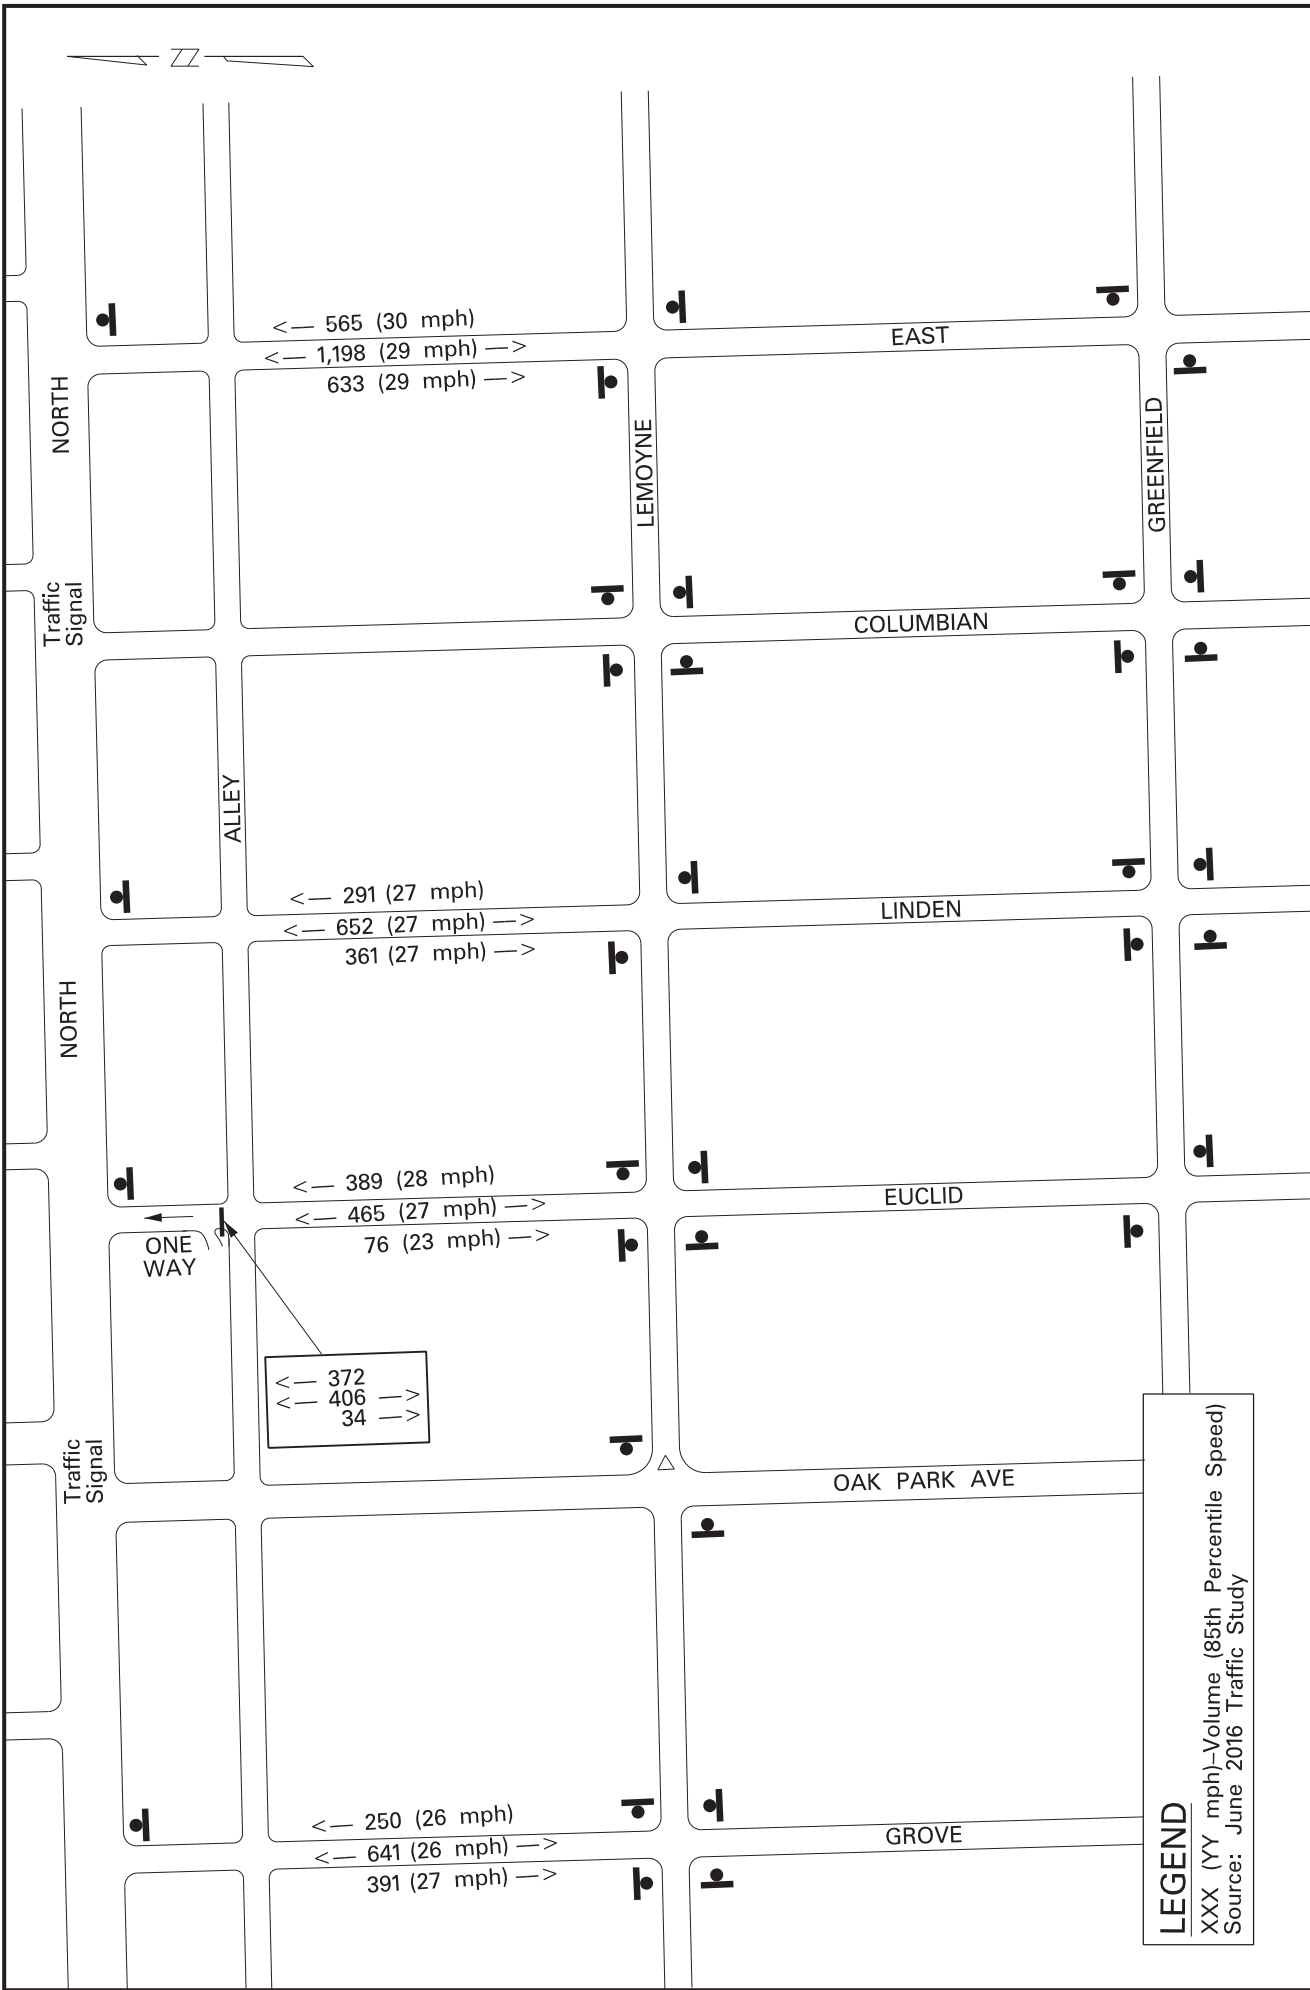 N
<— 565 (30 mph)
<— 1,198 (29 mph) —>
633 (29 mph) —>
EAST
NORTH
LEMOYNE
GREENFIELD
Traffic
Signal
COLUMBIAN
ALLEY
<— 291 (27 mph)
<— 652 (27 mph) —>
361 (27 mph) —>
LINDEN
NORTH
<— 389 (28 mph)
<— 465 (27 mph) —>
76 (23 mph) —>
EUCLID
ONE
WAY
<— 372
<— 406 —>
34 —>
Traffic
Signal
OAK PARK AVE
<— 250 (26 mph)
<— 641 (26 mph) —>
391 (27 mph) —>
GROVE
LEGEND
XXX (YY mph)–Volume (85th Percentile Speed)
Source: June 2016 Traffic Study